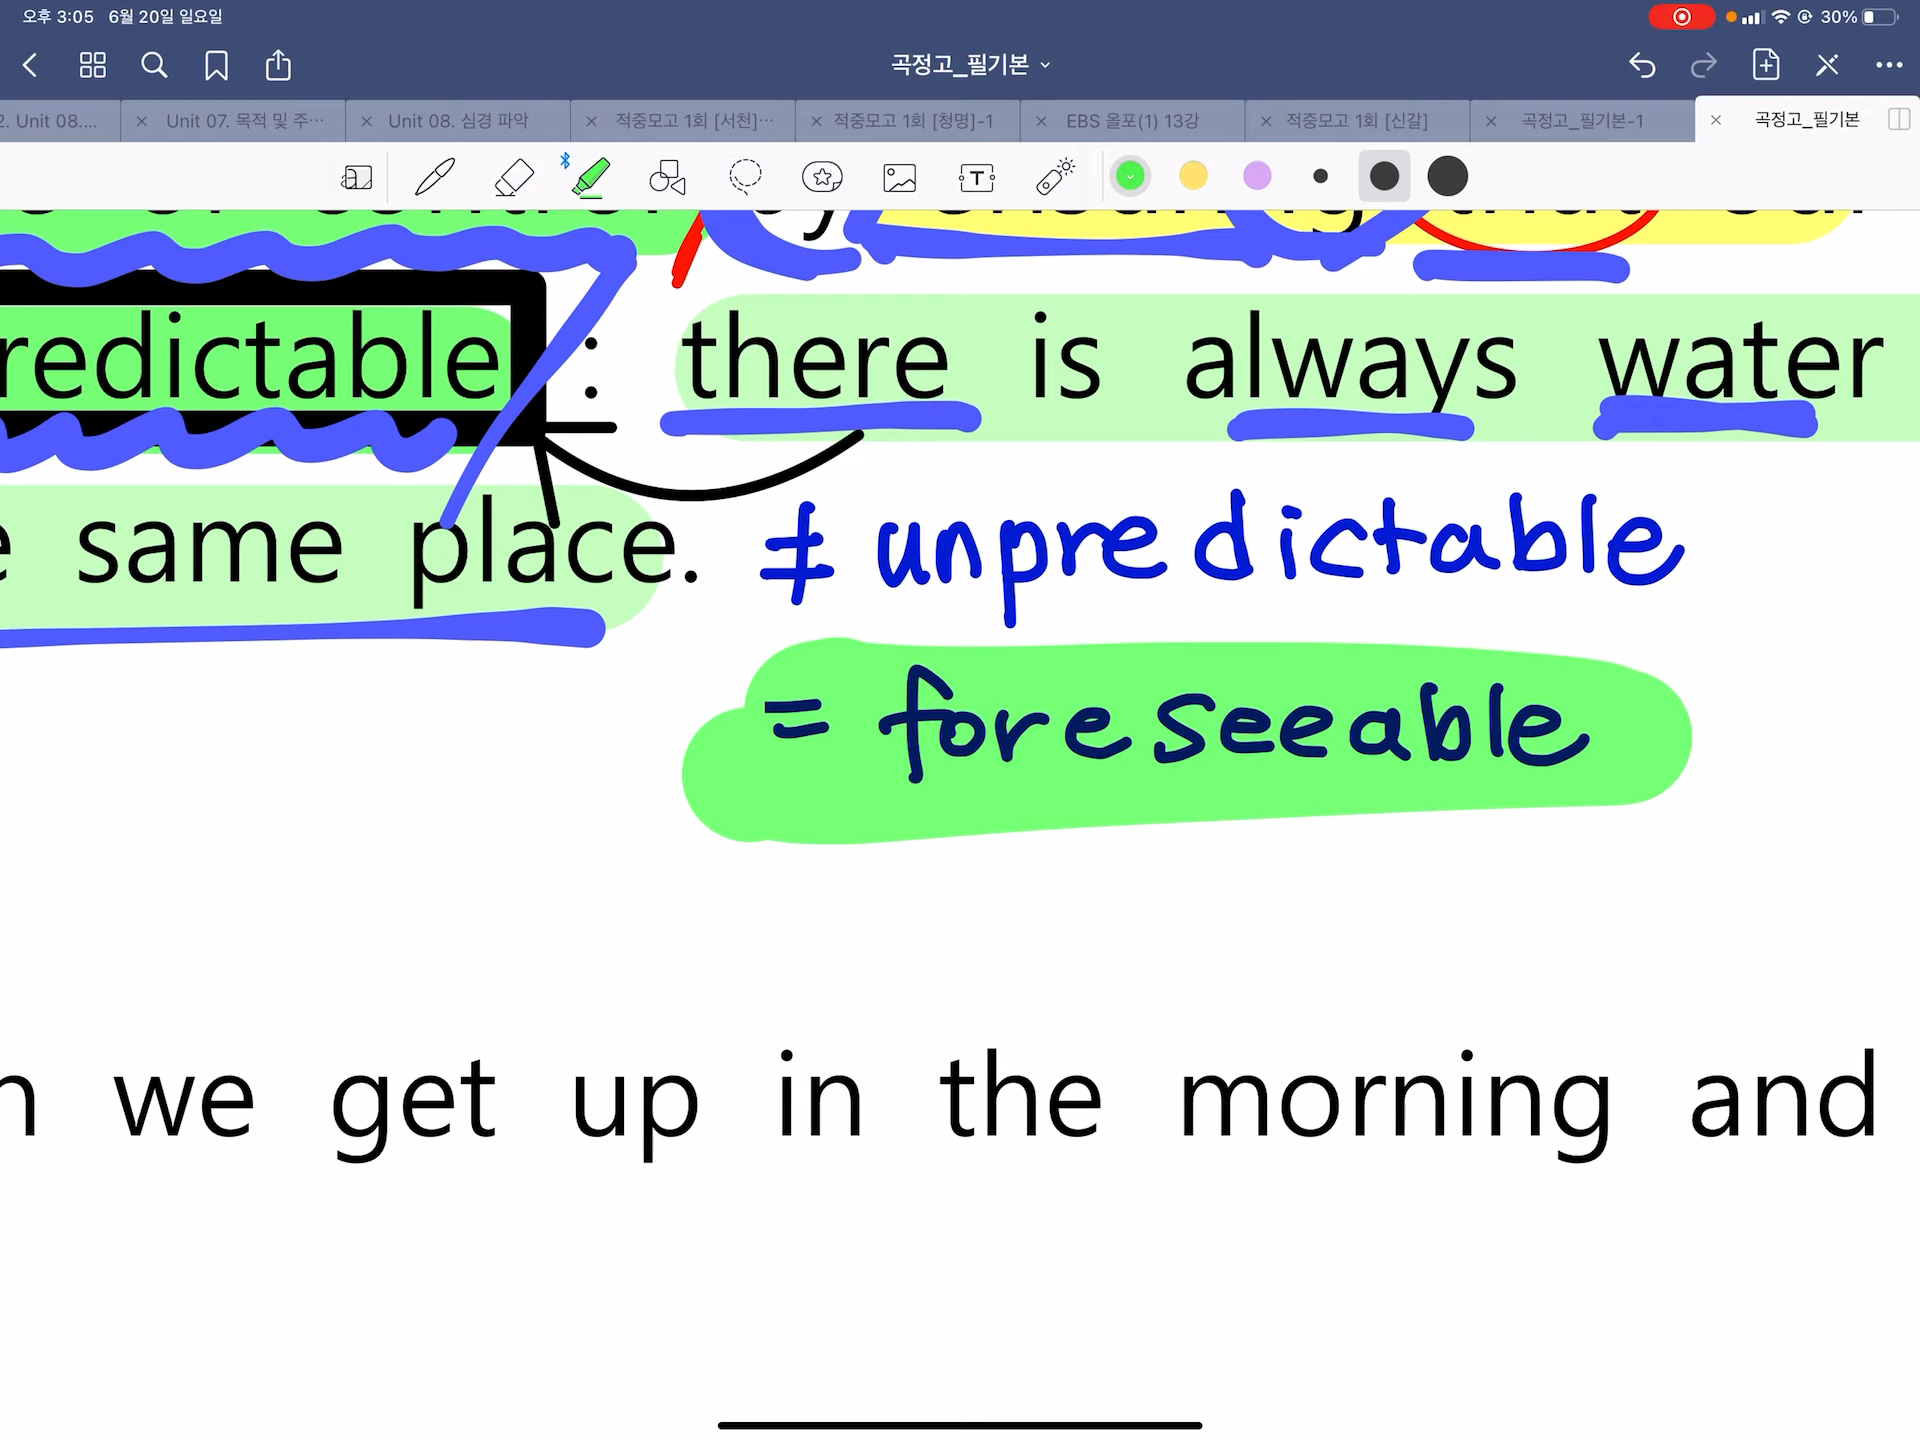 오후 3:05 6월 20일 일요일 30%
곡정고_필기본
2. Unit 08.... Unit 07. 목적 및 주… Unit 08. 심경 파악 적중모고 1회 [서천]… 적중모고 1회 [청명]-1 EBS 올포(1) 13강 적중모고 1회 [신갈] 곡정고_필기본-1 곡정고_필기본
redictable : there is always water
e same place. ≠ unpredictable
= foreseeable
n we get up in the morning and